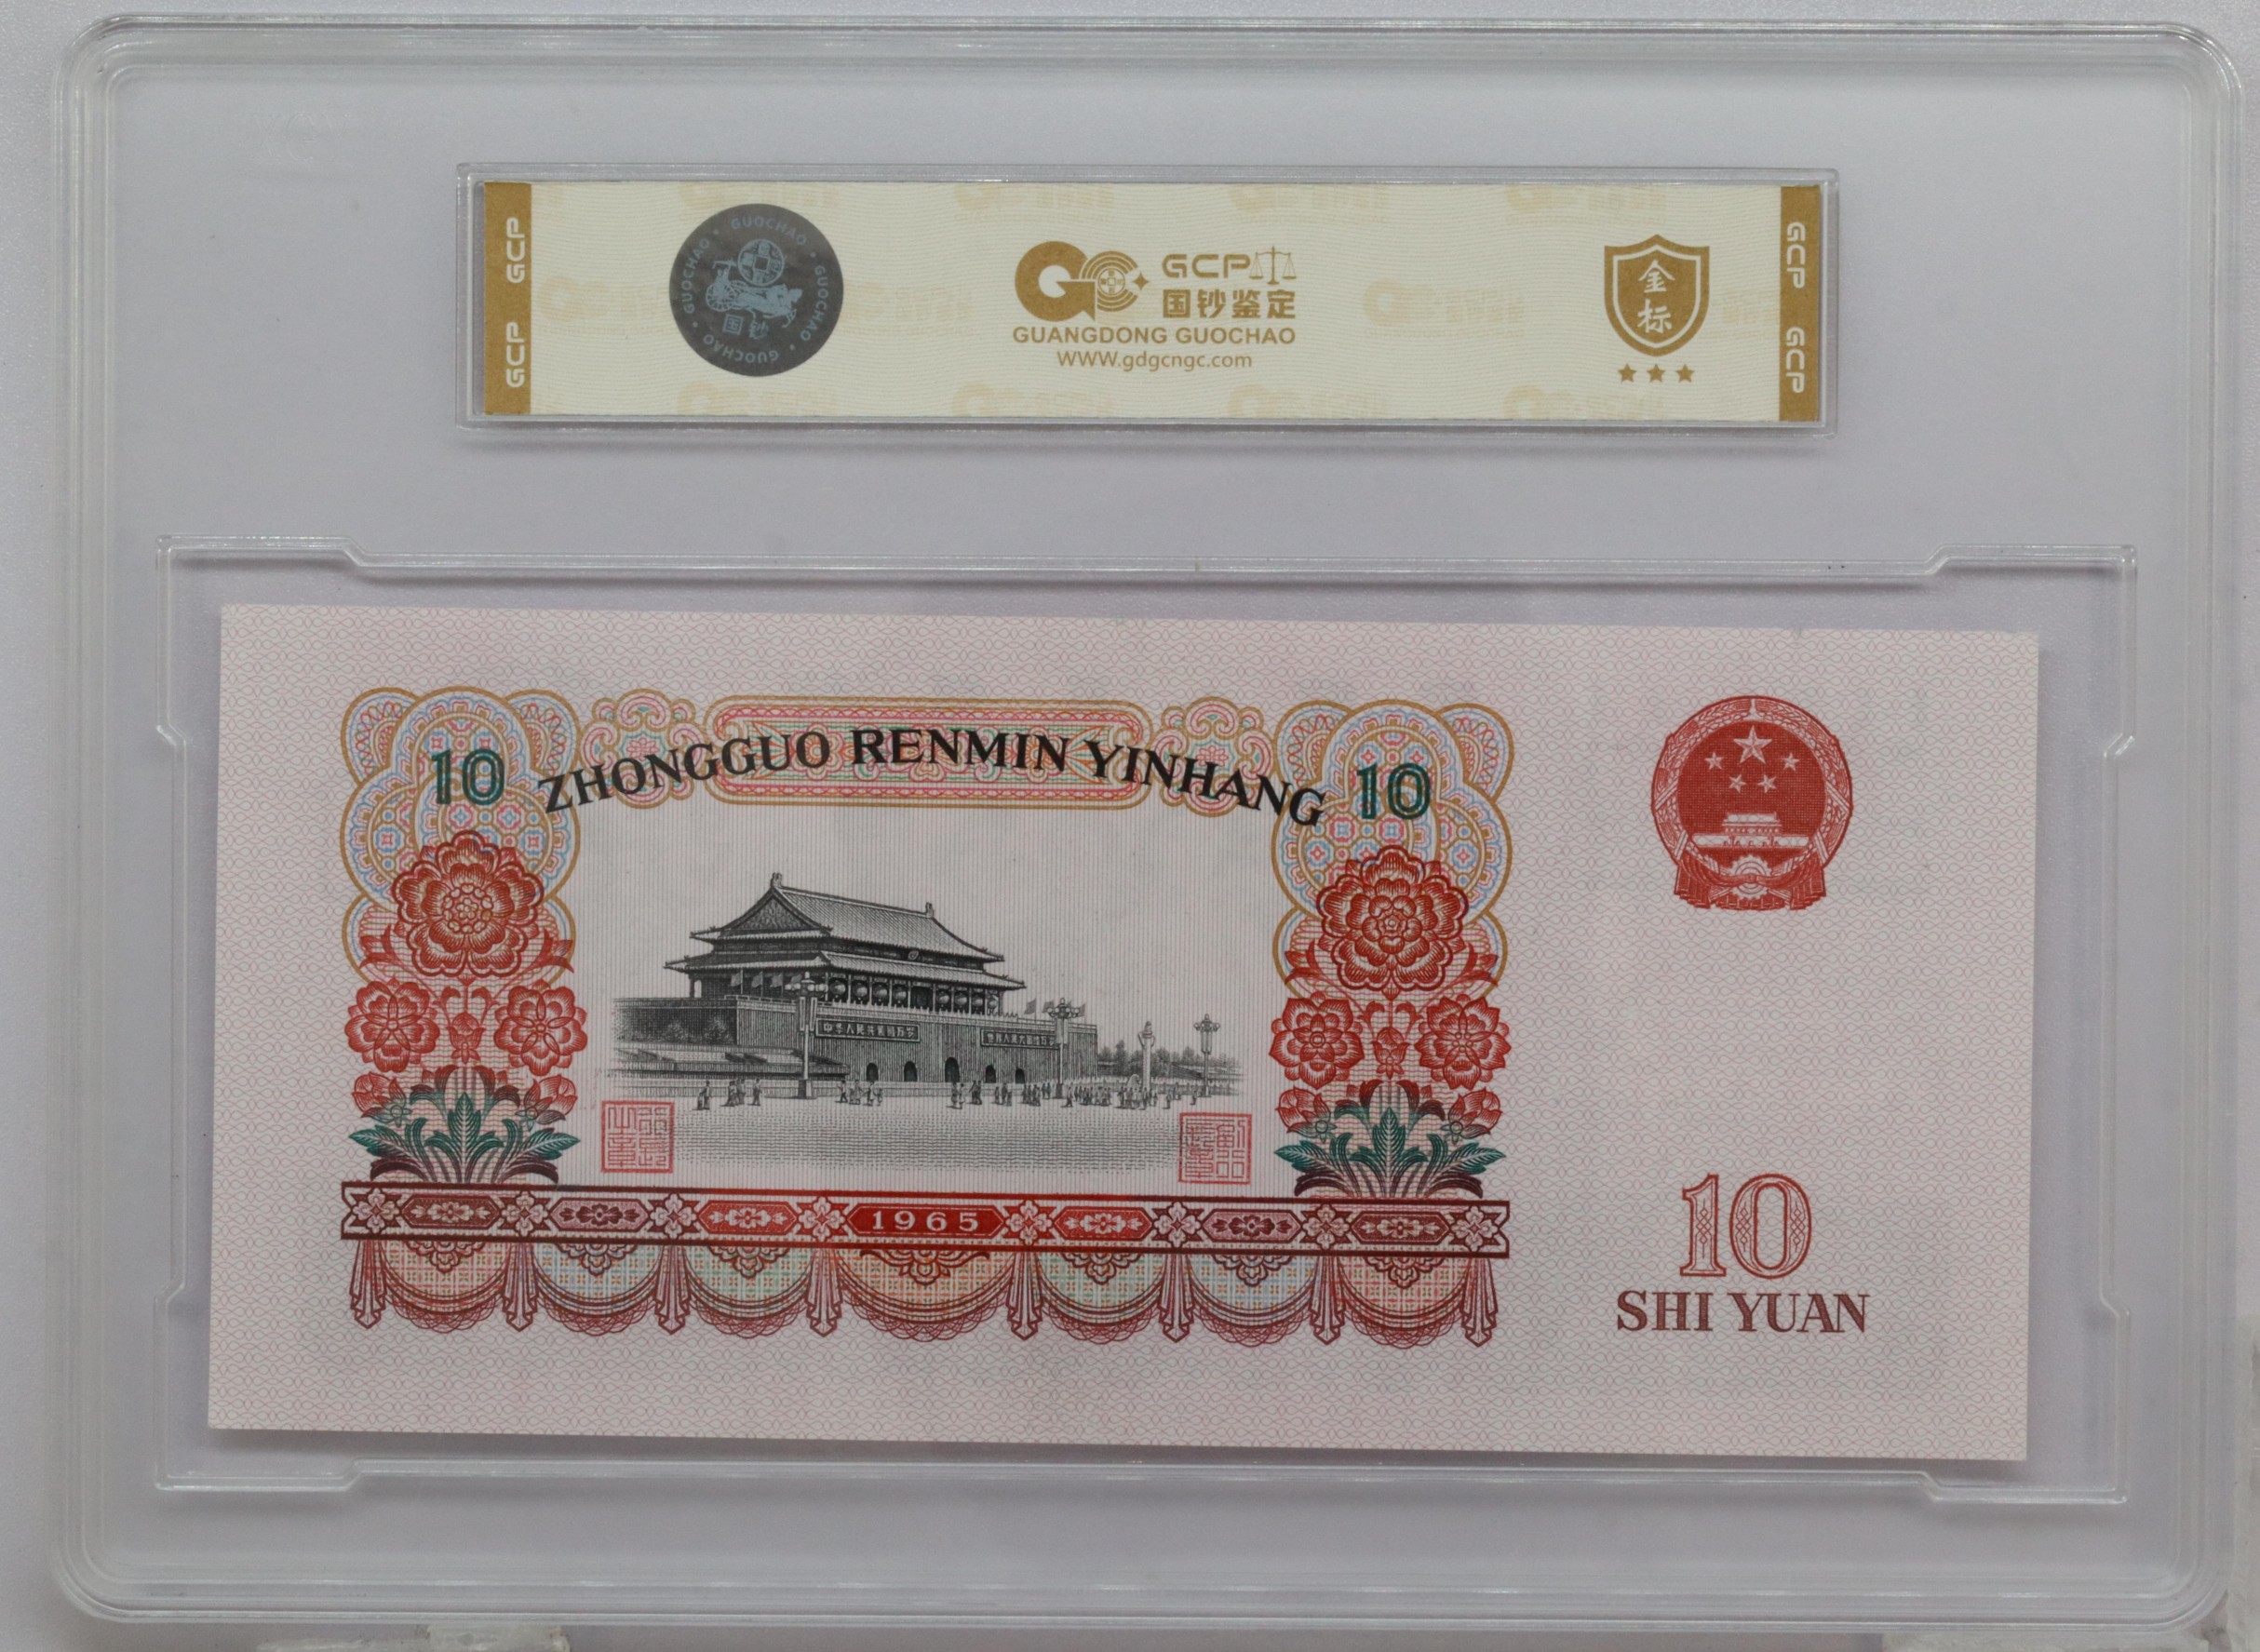 GCP GCP
GUOCHAO • GUOCHAO • GUOCHAO • GUOCHAO
国钞
GCP
国钞鉴定
GUANGDONG GUOCHAO
WWW.gdgcngc.com
金
标
GCP GCP
10 ZHONGGUO RENMIN YINHANG 10
1965
10
SHI YUAN